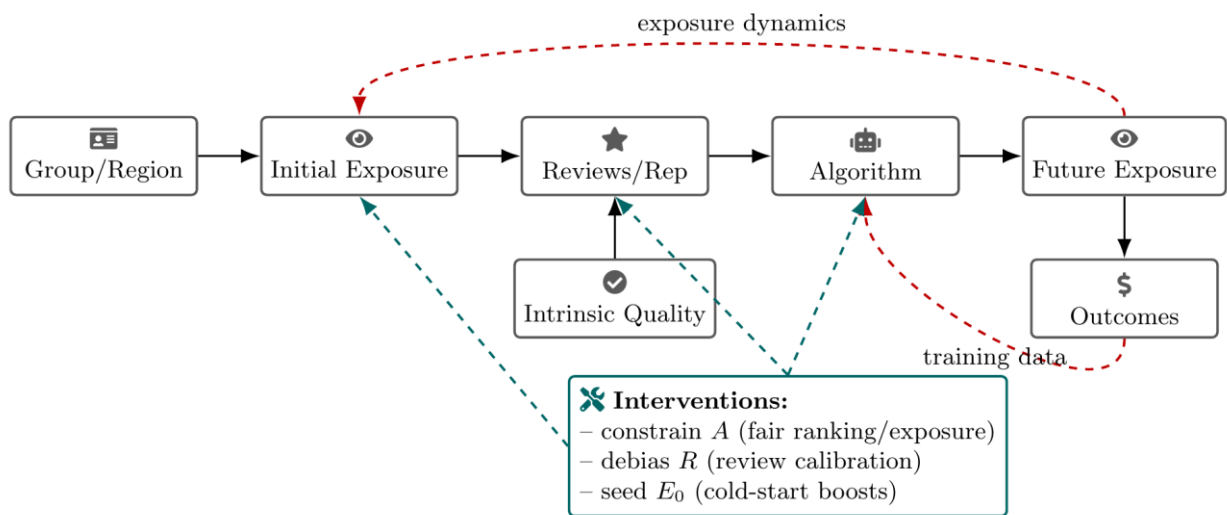 exposure dynamics
Group/Region
Initial Exposure
Reviews/Rep
Algorithm
Future Exposure
Intrinsic Quality
$
Outcomes
training data
Interventions:
– constrain A (fair ranking/exposure)
– debias R (review calibration)
– seed E₀ (cold-start boosts)